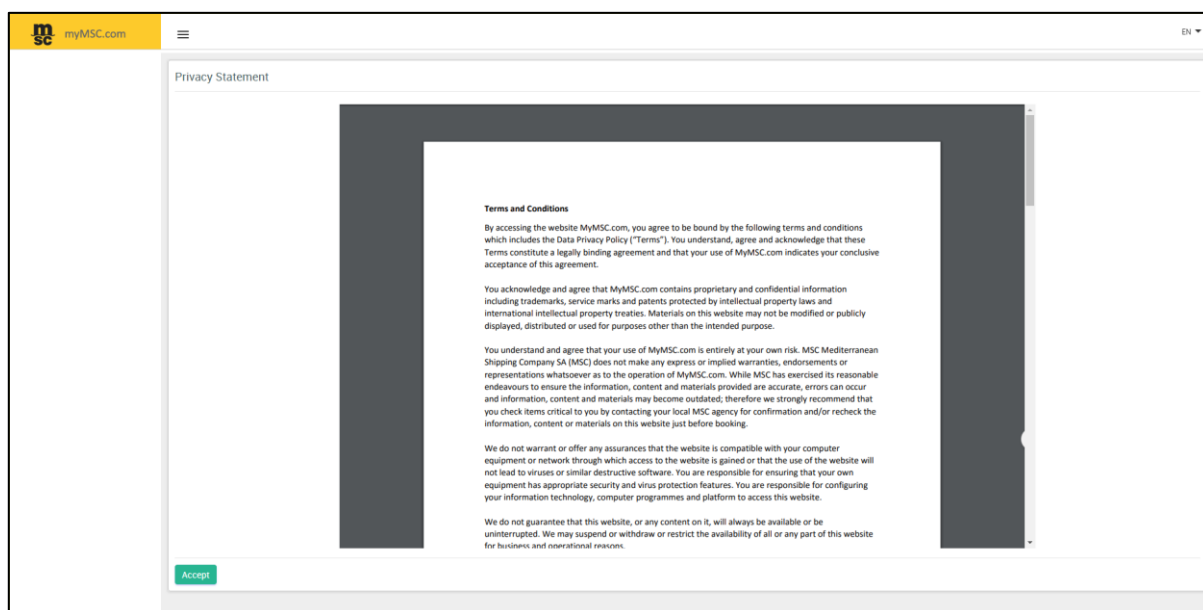 msc
myMSC.com
EN
Privacy Statement
Terms and Conditions
By accessing the website MyMSC.com, you agree to be bound by the following terms and conditions
which includes the Data Privacy Policy ("Terms"). You understand, agree and acknowledge that these
Terms constitute a legally binding agreement and that your use of MyMSC.com indicates your conclusive
acceptance of this agreement.
You acknowledge and agree that MyMSC.com contains proprietary and confidential information
including trademarks, service marks and patents protected by intellectual property laws and
international intellectual property treaties. Materials on this website may not be modified or publicly
displayed, distributed or used for purposes other than the intended purpose.
You understand and agree that your use of MyMSC.com is entirely at your own risk. MSC Mediterranean
Shipping Company SA (MSC) does not make any express or implied warranties, endorsements or
representations whatsoever as to the operation of MyMSC.com. While MSC has exercised its reasonable
endeavours to ensure the information, content and materials provided are accurate, errors can occur
and information, content and materials may become outdated; therefore we strongly recommend that
you check items critical to you by contacting your local MSC agency for confirmation and/or recheck the
information, content or materials on this website just before booking.
We do not warrant or offer any assurances that the website is compatible with your computer
equipment or network through which access to the website is gained or that the use of the website will
not lead to viruses or similar destructive software. You are responsible for ensuring that your own
equipment has appropriate security and virus protection features. You are responsible for configuring
your information technology, computer programmes and platform to access this website.
We do not guarantee that this website, or any content on it, will always be available or be
uninterrupted. We may suspend or withdraw or restrict the availability of all or any part of this website
for business and operational reasons.
Accept